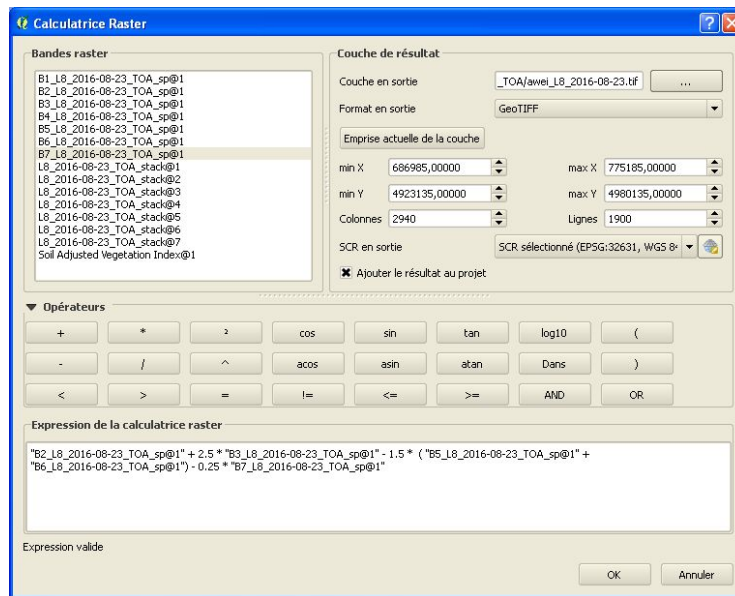 Calculatrice Raster
Bandes raster
B1_L8_2016-08-23_TOA_sp@1
B2_L8_2016-08-23_TOA_sp@1
B3_L8_2016-08-23_TOA_sp@1
B4_L8_2016-08-23_TOA_sp@1
B5_L8_2016-08-23_TOA_sp@1
B6_L8_2016-08-23_TOA_sp@1
B7_L8_2016-08-23_TOA_sp@1
L8_2016-08-23_TOA_stack@1
L8_2016-08-23_TOA_stack@2
L8_2016-08-23_TOA_stack@3
L8_2016-08-23_TOA_stack@4
L8_2016-08-23_TOA_stack@5
L8_2016-08-23_TOA_stack@6
L8_2016-08-23_TOA_stack@7
Soil Adjusted Vegetation Index@1
Couche de résultat
Couche en sortie _TOA/awei_L8_2016-08-23.tif ...
Format en sortie GeoTIFF
Emprise actuelle de la couche
min X 686985,00000 max X 775185,00000
min Y 4923135,00000 max Y 4980135,00000
Colonnes 2940 Lignes 1900
SCR en sortie SCR sélectionné (EPSG:32631, WGS 84
Ajouter le résultat au projet
Opérateurs
+ * ² cos sin tan log10 (
- / ^ acos asin atan Dans )
< > = != <= >= AND OR
Expression de la calculatrice raster
"B2_L8_2016-08-23_TOA_sp@1" + 2.5 * "B3_L8_2016-08-23_TOA_sp@1" - 1.5 * ( "B5_L8_2016-08-23_TOA_sp@1" +
"B6_L8_2016-08-23_TOA_sp@1") - 0.25 * "B7_L8_2016-08-23_TOA_sp@1"
Expression valide
OK Annuler